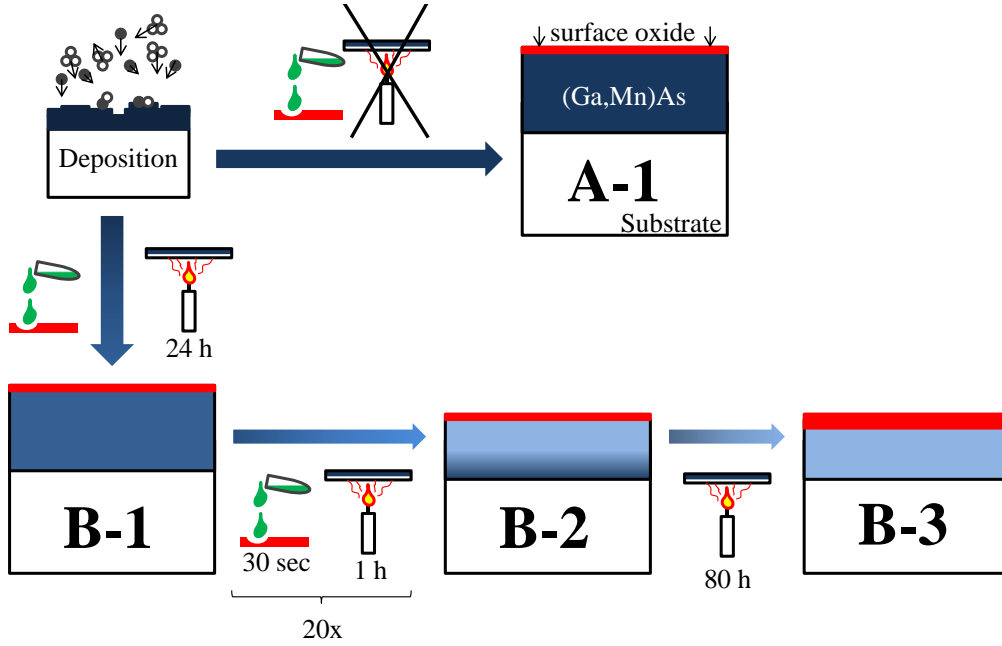 surface oxide
(Ga,Mn)As
Deposition
A-1
Substrate
24 h
B-1
B-2
B-3
30 sec
1 h
80 h
20x